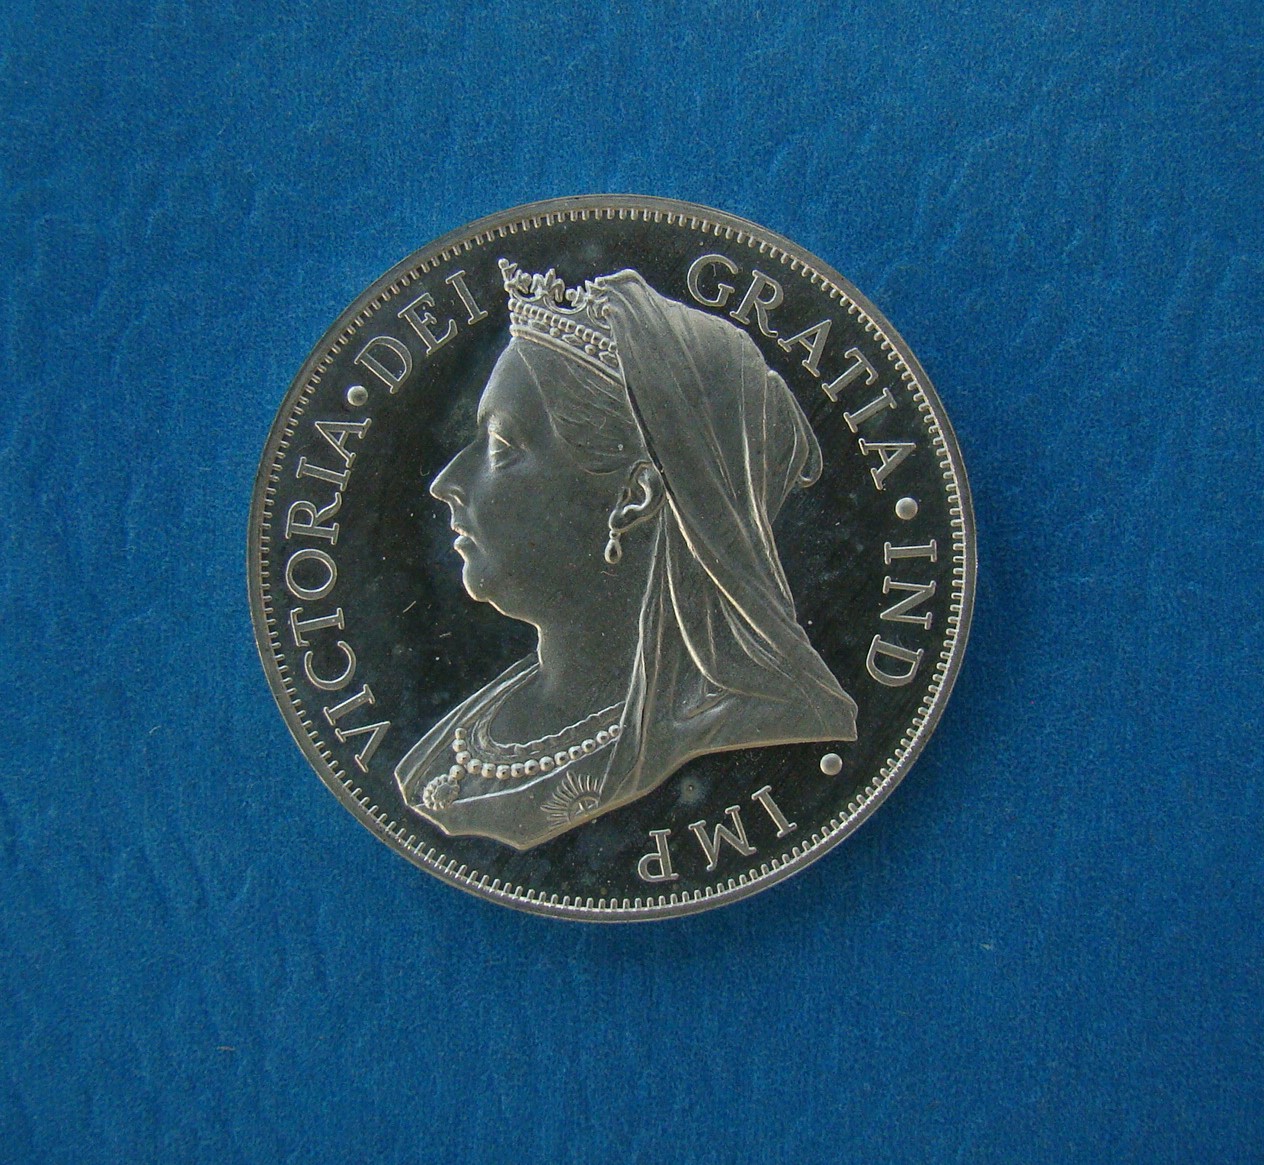 VICTORIA · DEI GRATIA · IND · IMP